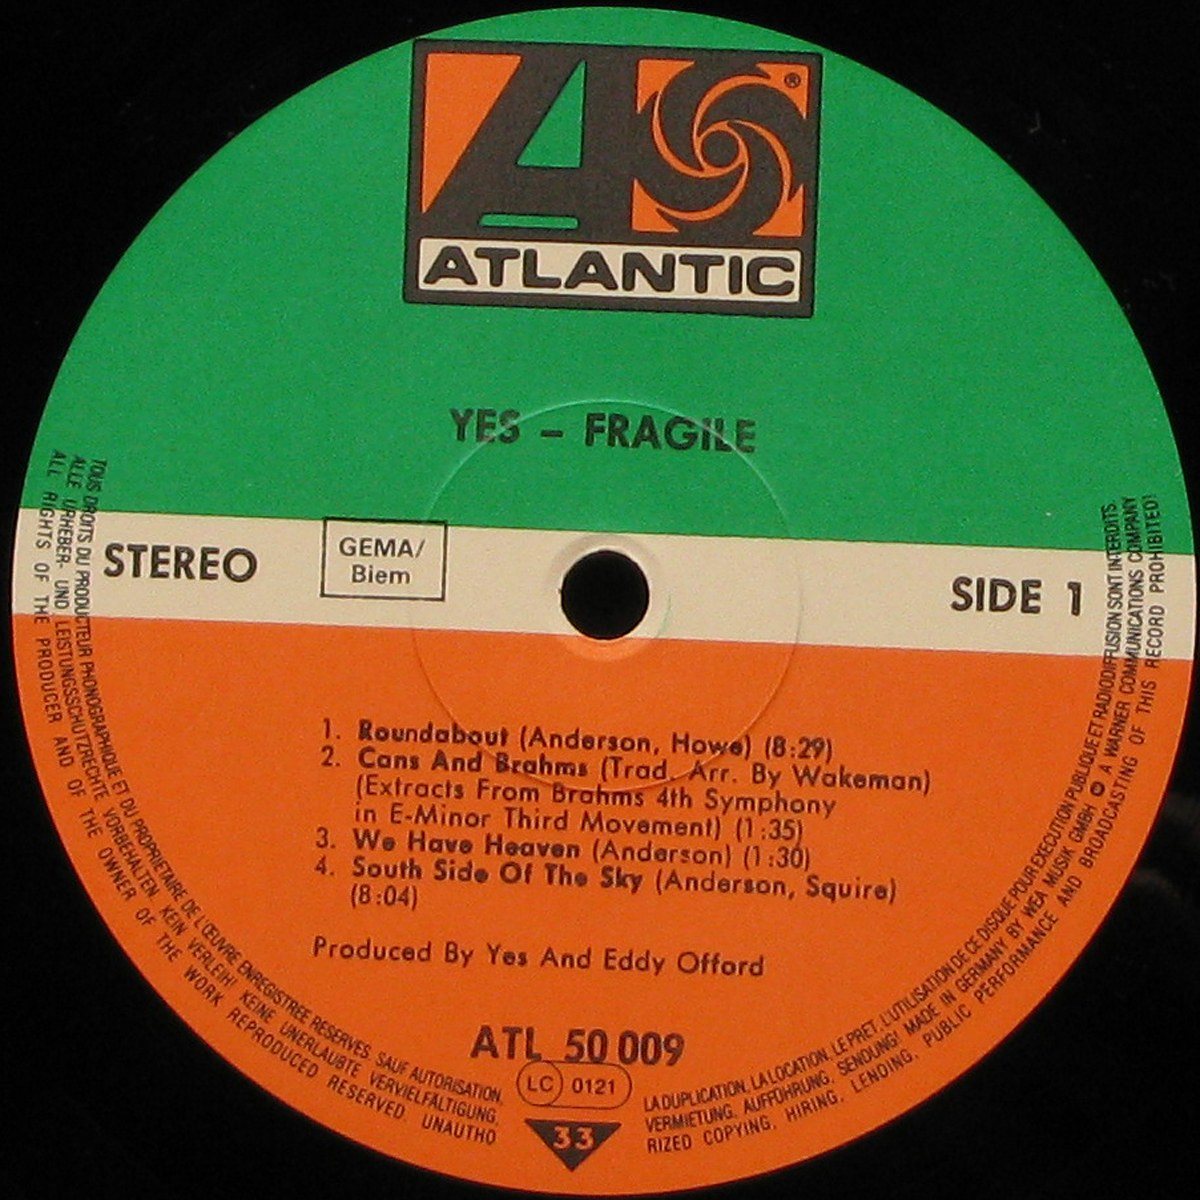 ATLANTIC
®
YES – FRAGILE
STEREO
GEMA/
Biem
SIDE 1
1. Roundabout (Anderson, Howe) (8:29)
2. Cans And Brahms (Trad. Arr. By Wakeman)
(Extracts From Brahms 4th Symphony
in E-Minor Third Movement) (1:35)
3. We Have Heaven (Anderson) (1:30)
4. South Side Of The Sky (Anderson, Squire)
(8:04)
Produced By Yes And Eddy Offord
ATL 50 009
LC 0121
33
TOUS DROITS DU PRODUCTEUR PHONOGRAPHIQUE ET DU PROPRIETAIRE DE L'ŒUVRE ENREGISTREE RESERVES. SAUF AUTORISATION,
LA DUPLICATION, LA LOCATION, LE PRET, L'UTILISATION DE CE DISQUE POUR EXECUTION PUBLIQUE ET RADIODIFFUSION SONT INTERDITS.
ALLE URHEBER- UND LEISTUNGSSCHUTZRECHTE VORBEHALTEN. KEIN VERLEIH! KEINE UNERLAUBTE VERVIELFÄLTIGUNG,
VERMIETUNG, AUFFÜHRUNG, SENDUNG! MADE IN GERMANY BY WEA MUSIK GMBH A WARNER COMMUNICATIONS COMPANY
ALL RIGHTS OF THE PRODUCER AND OF THE OWNER OF THE WORK REPRODUCED RESERVED. UNAUTHO
RIZED COPYING, HIRING, LENDING, PUBLIC PERFORMANCE AND BROADCASTING OF THIS RECORD PROHIBITED!